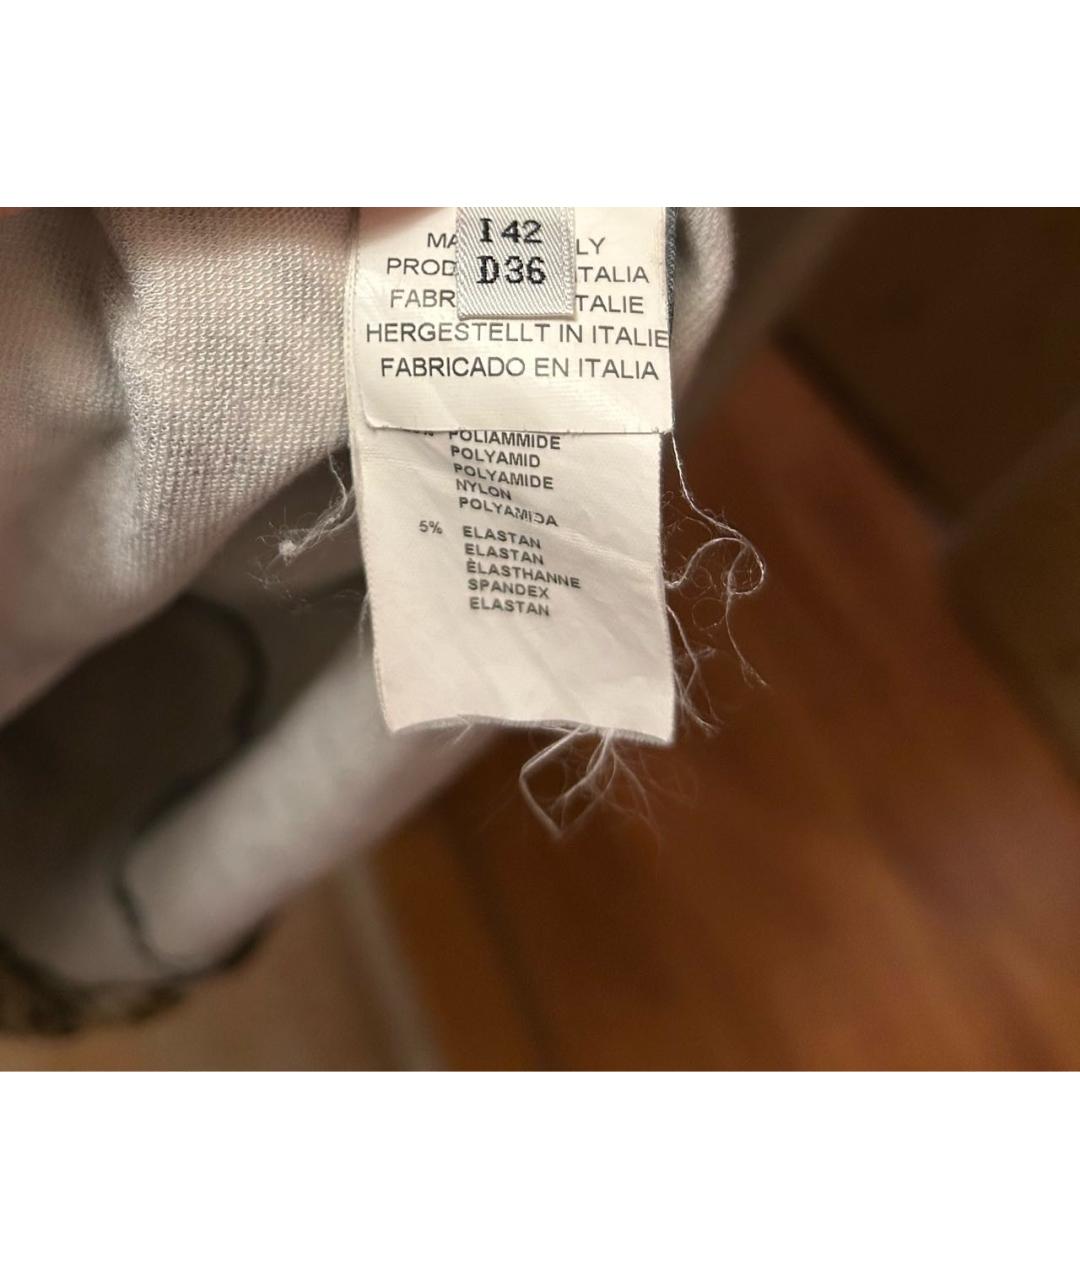 I 42
D36
MA LY
PROD ITALIA
FABR TALIE
HERGESTELLT IN ITALIE
FABRICADO EN ITALIA
% POLIAMMIDE
POLYAMID
POLYAMIDE
NYLON
POLYAMIDA
5% ELASTAN
ELASTAN
ÈLASTHANNE
SPANDEX
ELASTAN